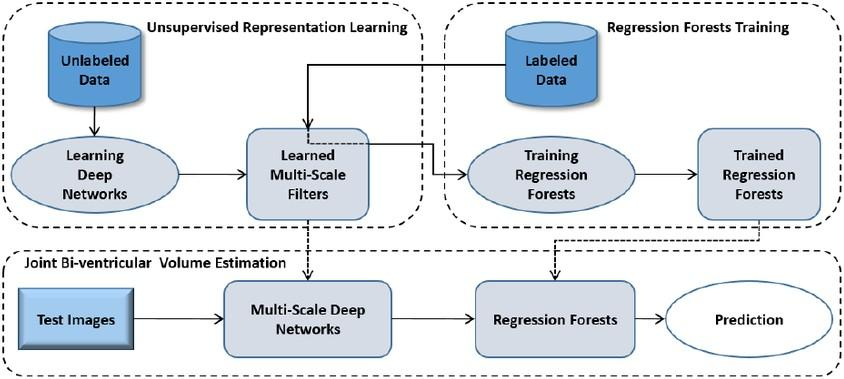 Unsupervised Representation Learning
Unlabeled
Data
Learning
Deep
Networks
Learned
Multi-Scale
Filters
Regression Forests Training
Labeled
Data
Training
Regression
Forests
Trained
Regression
Forests
Joint Bi-ventricular Volume Estimation
Test Images
Multi-Scale Deep
Networks
Regression Forests
Prediction